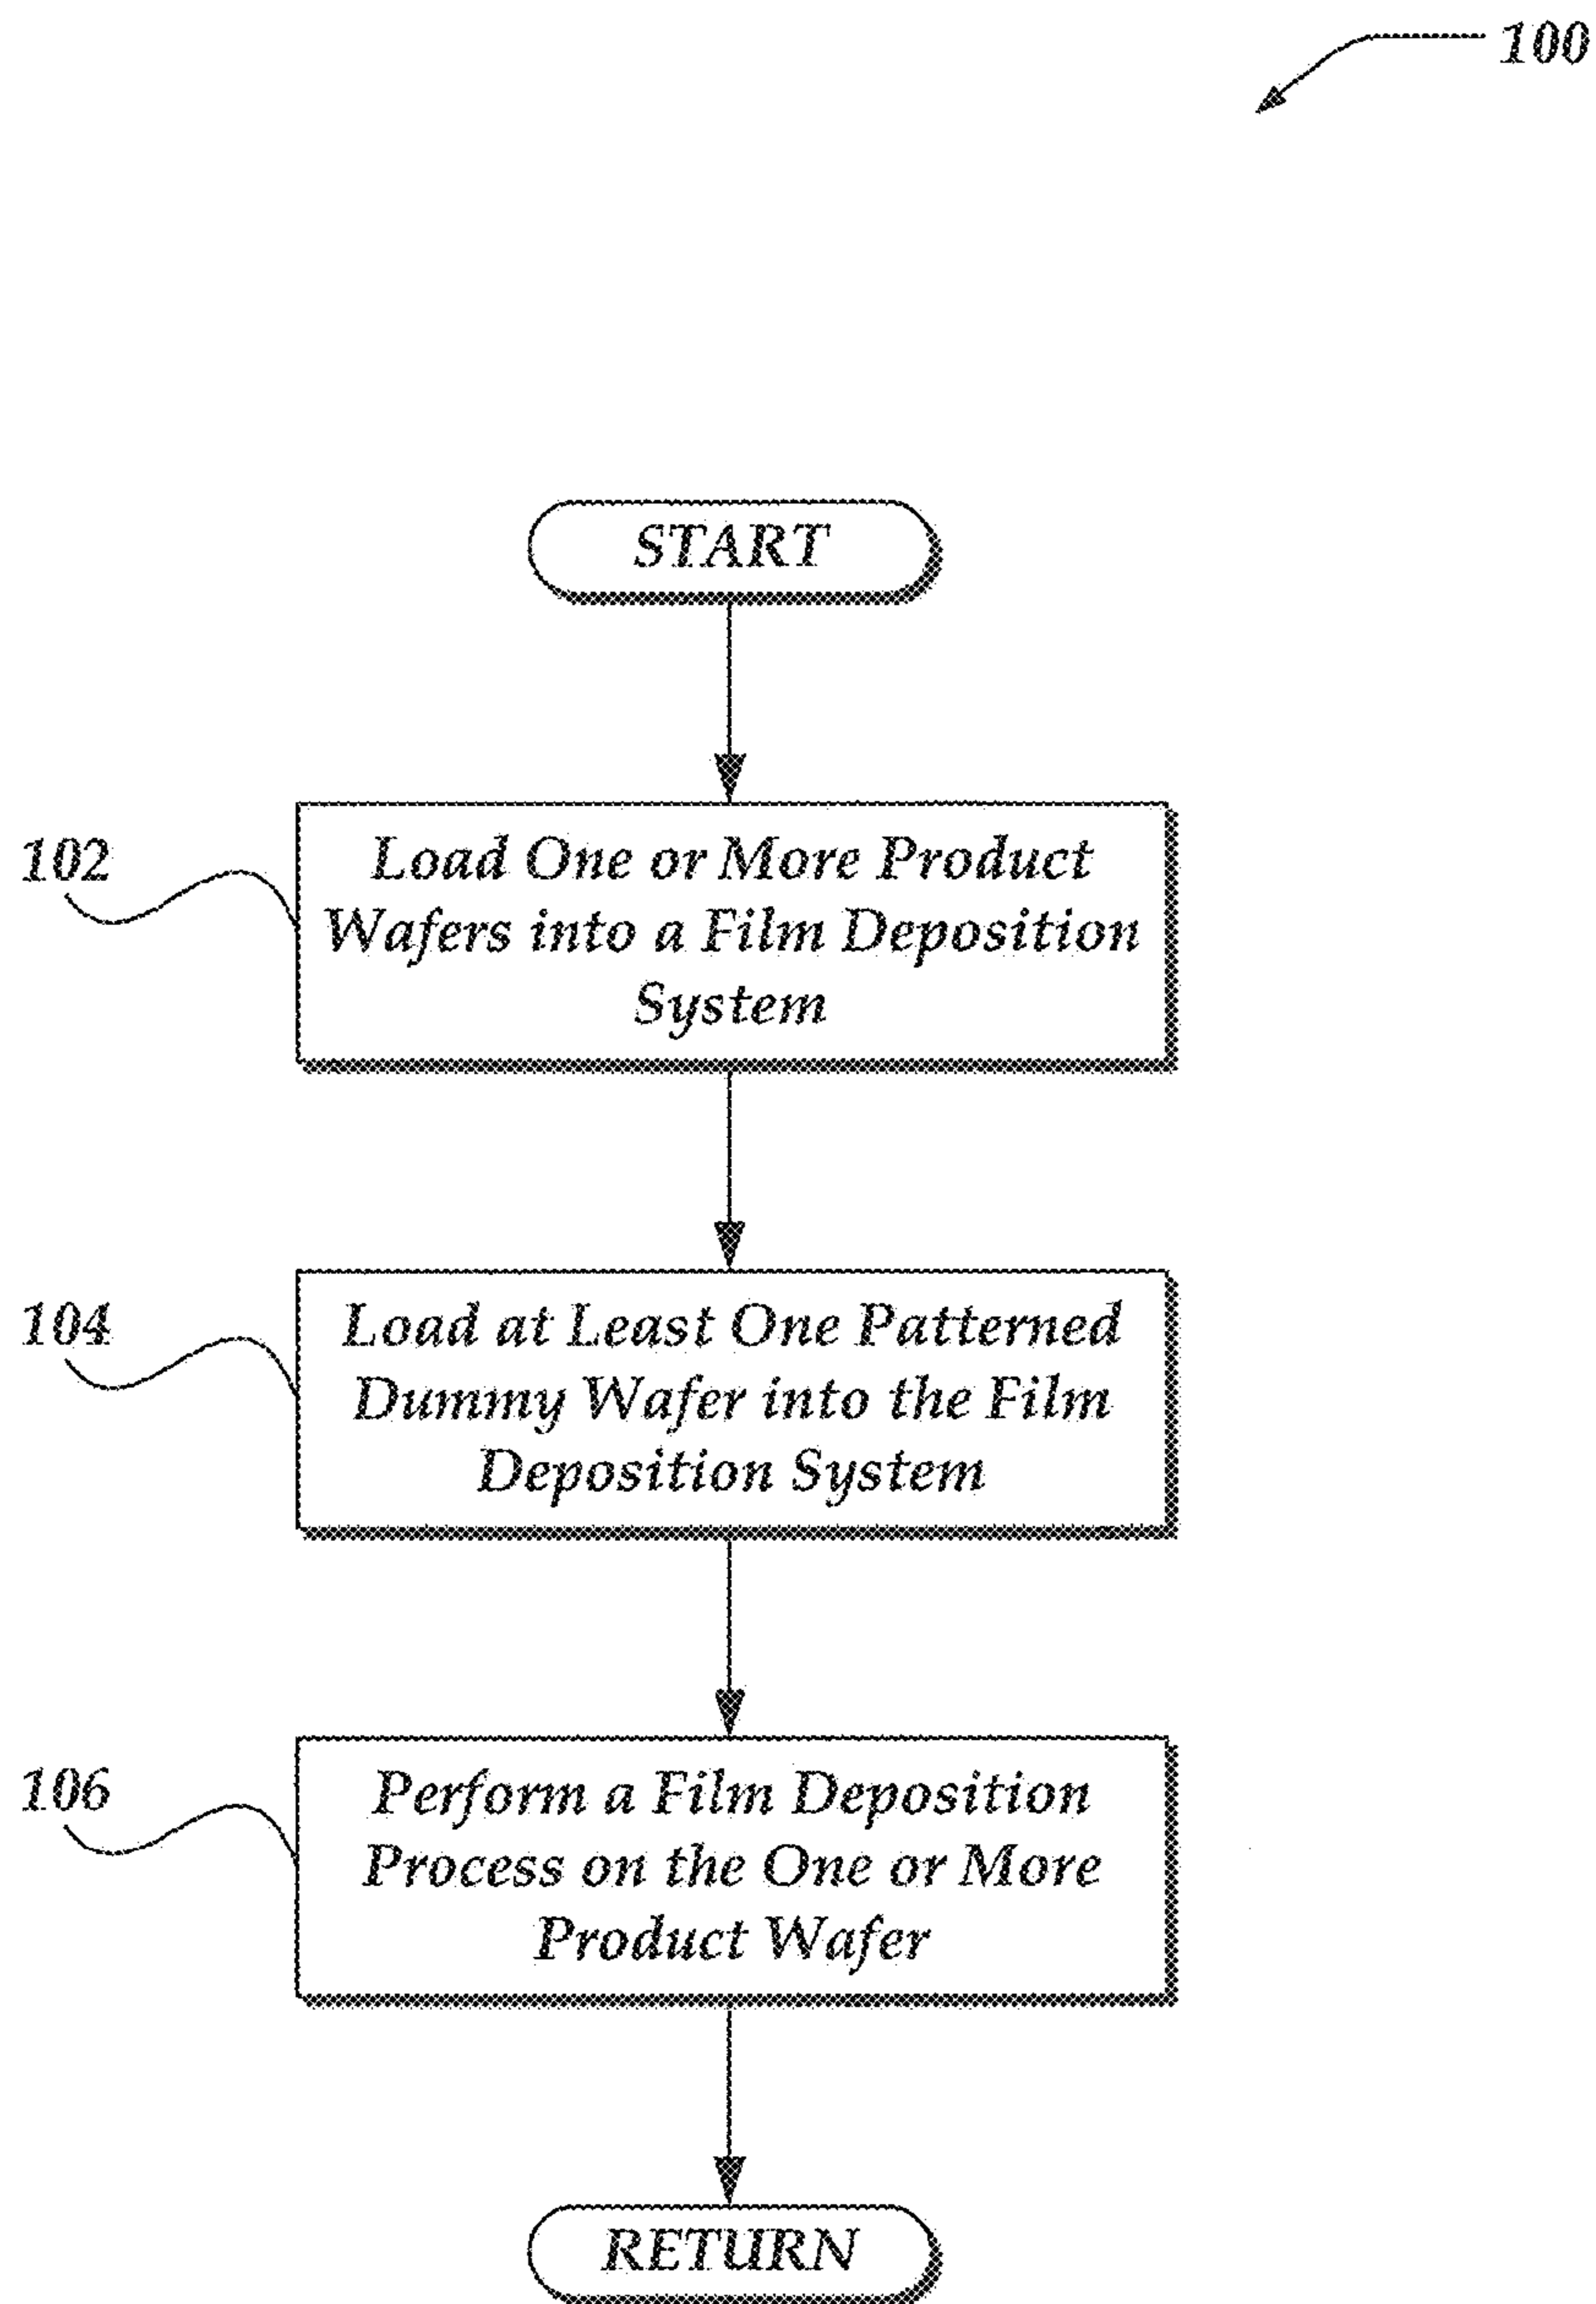 100
START
102
Load One or More Product
Wafers into a Film Deposition
System
104
Load at Least One Patterned
Dummy Wafer into the Film
Deposition System
106
Perform a Film Deposition
Process on the One or More
Product Wafer
RETURN